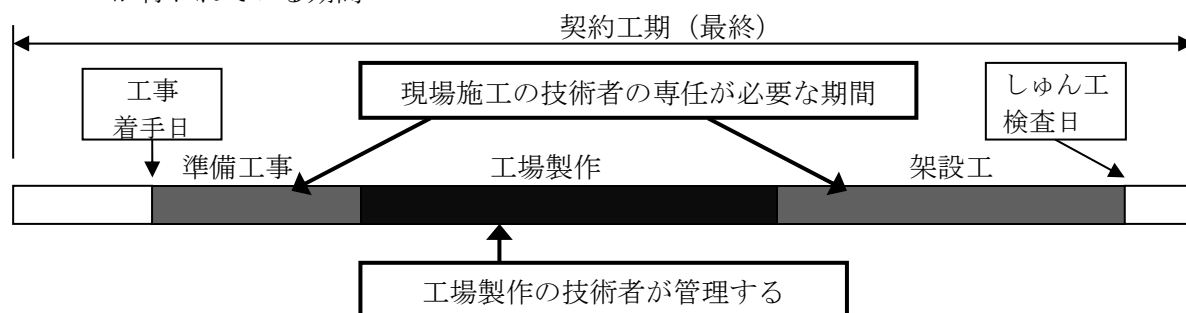 契約工期（最終）
工事
着手日
現場施工の技術者の専任が必要な期間
しゅん工
検査日
準備工事
工場製作
架設工
工場製作の技術者が管理する